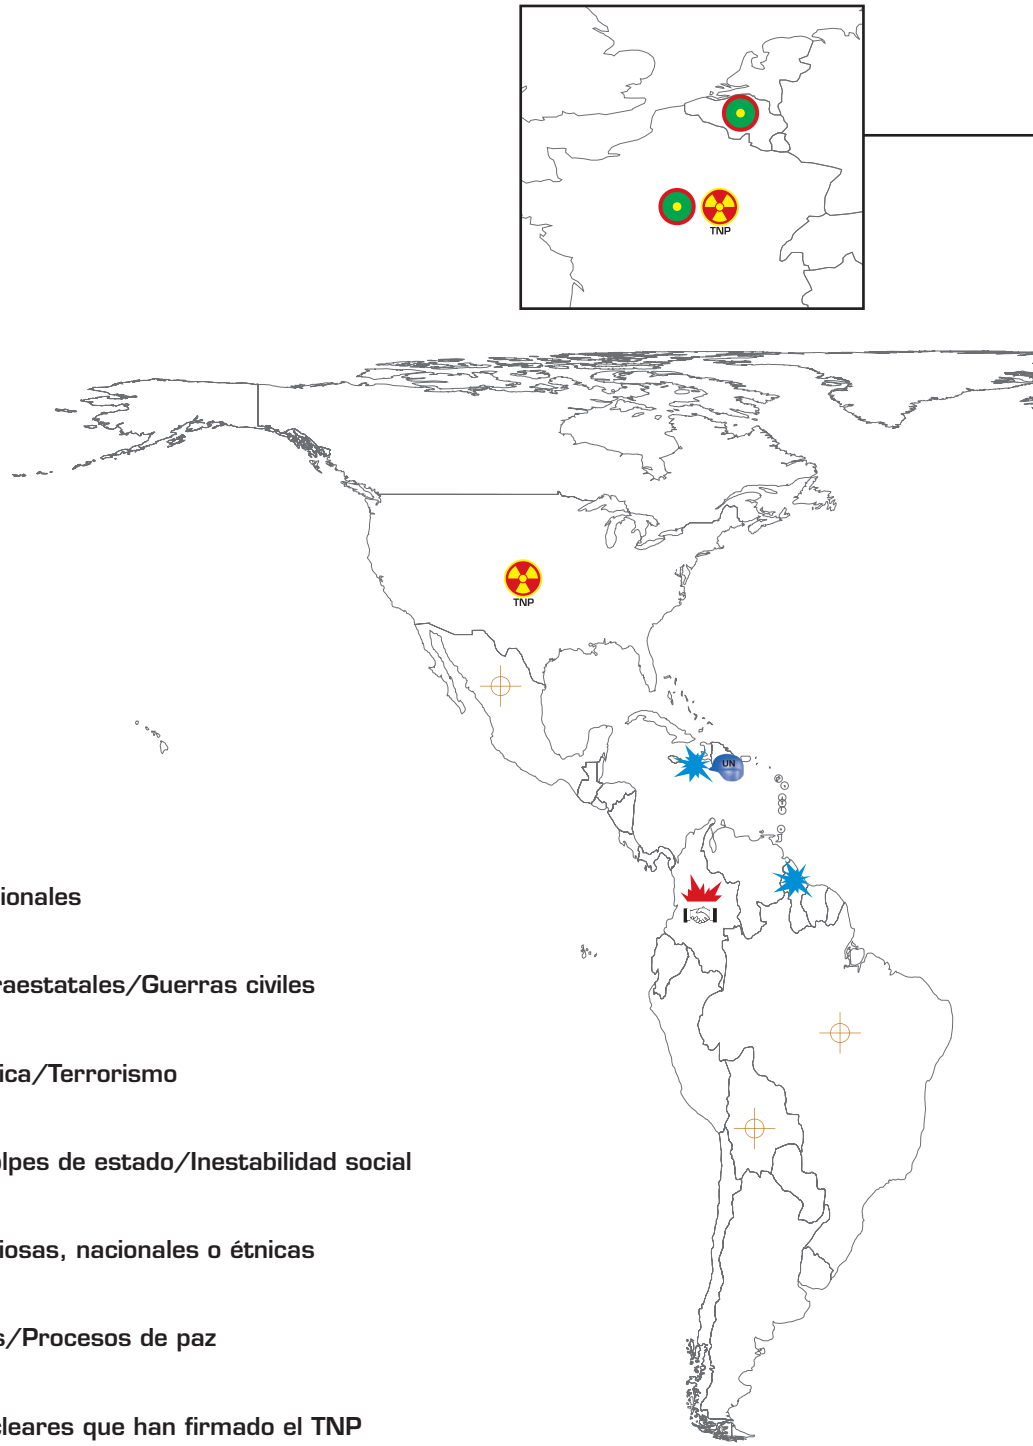 TNP
TNP
UN
ionales
raestatales/Guerras civiles
ica/Terrorismo
olpes de estado/Inestabilidad social
iosas, nacionales o étnicas
s/Procesos de paz
cleares que han firmado el TNP